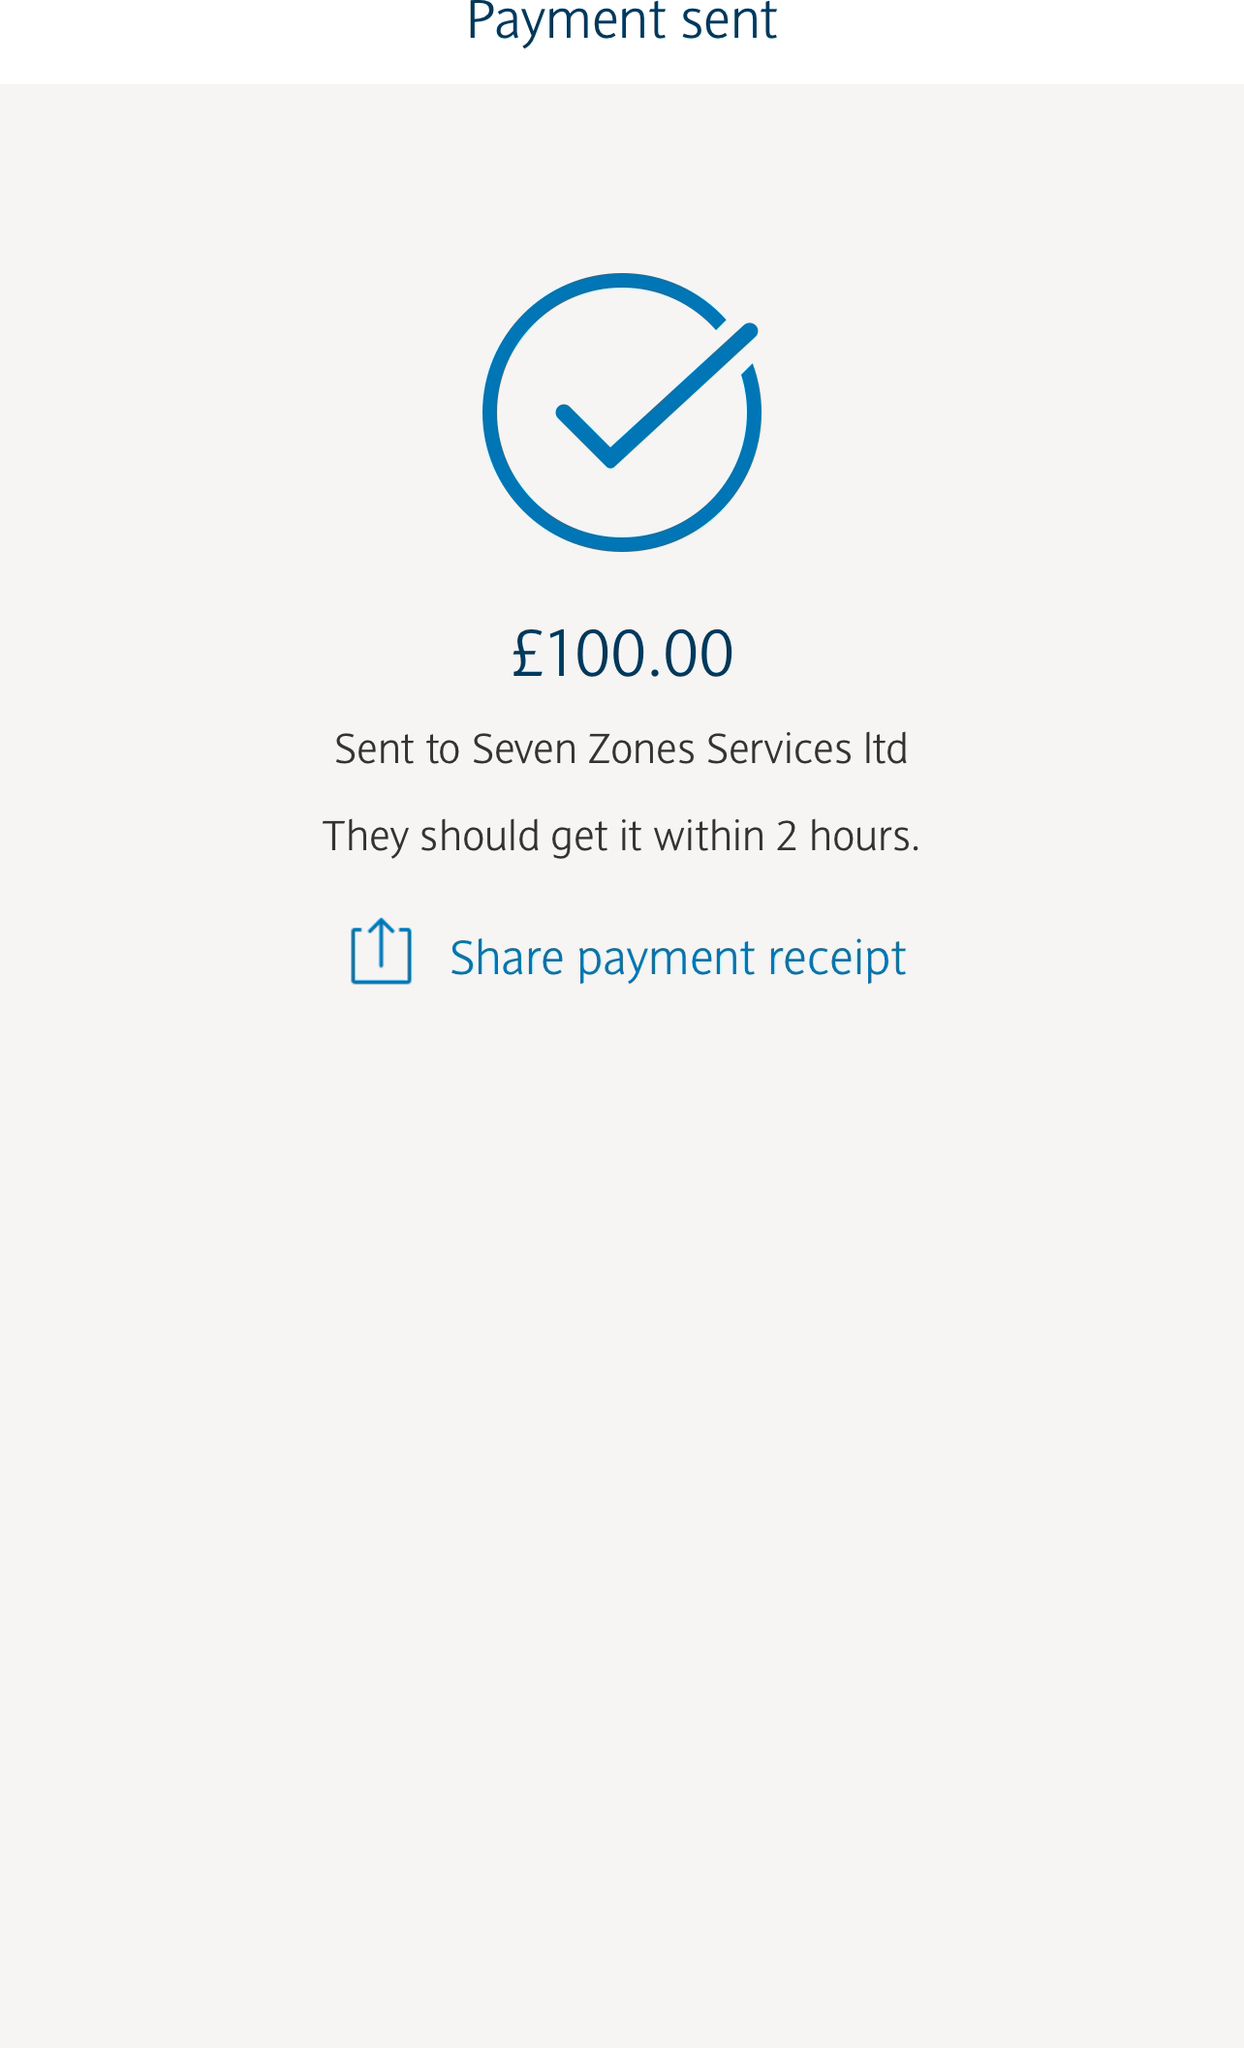 Payment sent
£100.00
Sent to Seven Zones Services ltd
They should get it within 2 hours.
Share payment receipt